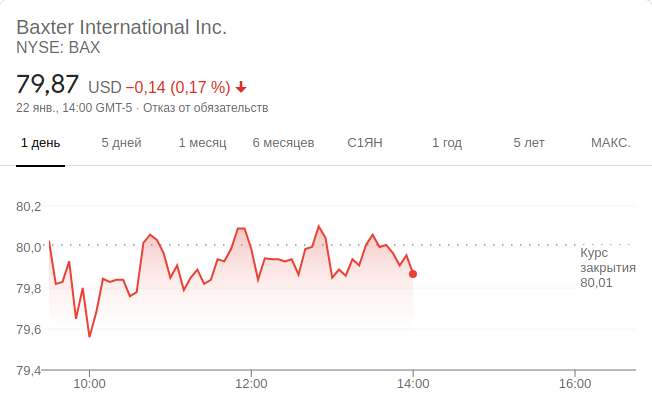 Baxter International Inc.
NYSE: BAX
79,87 USD −0,14 (0,17 %)
22 янв., 14:00 GMT-5 · Отказ от обязательств
1 день 5 дней 1 месяц 6 месяцев С1ЯН 1 год 5 лет МАКС.
80,2
80,0
79,8
79,6
79,4
Курс
закрытия
80,01
10:00 12:00 14:00 16:00